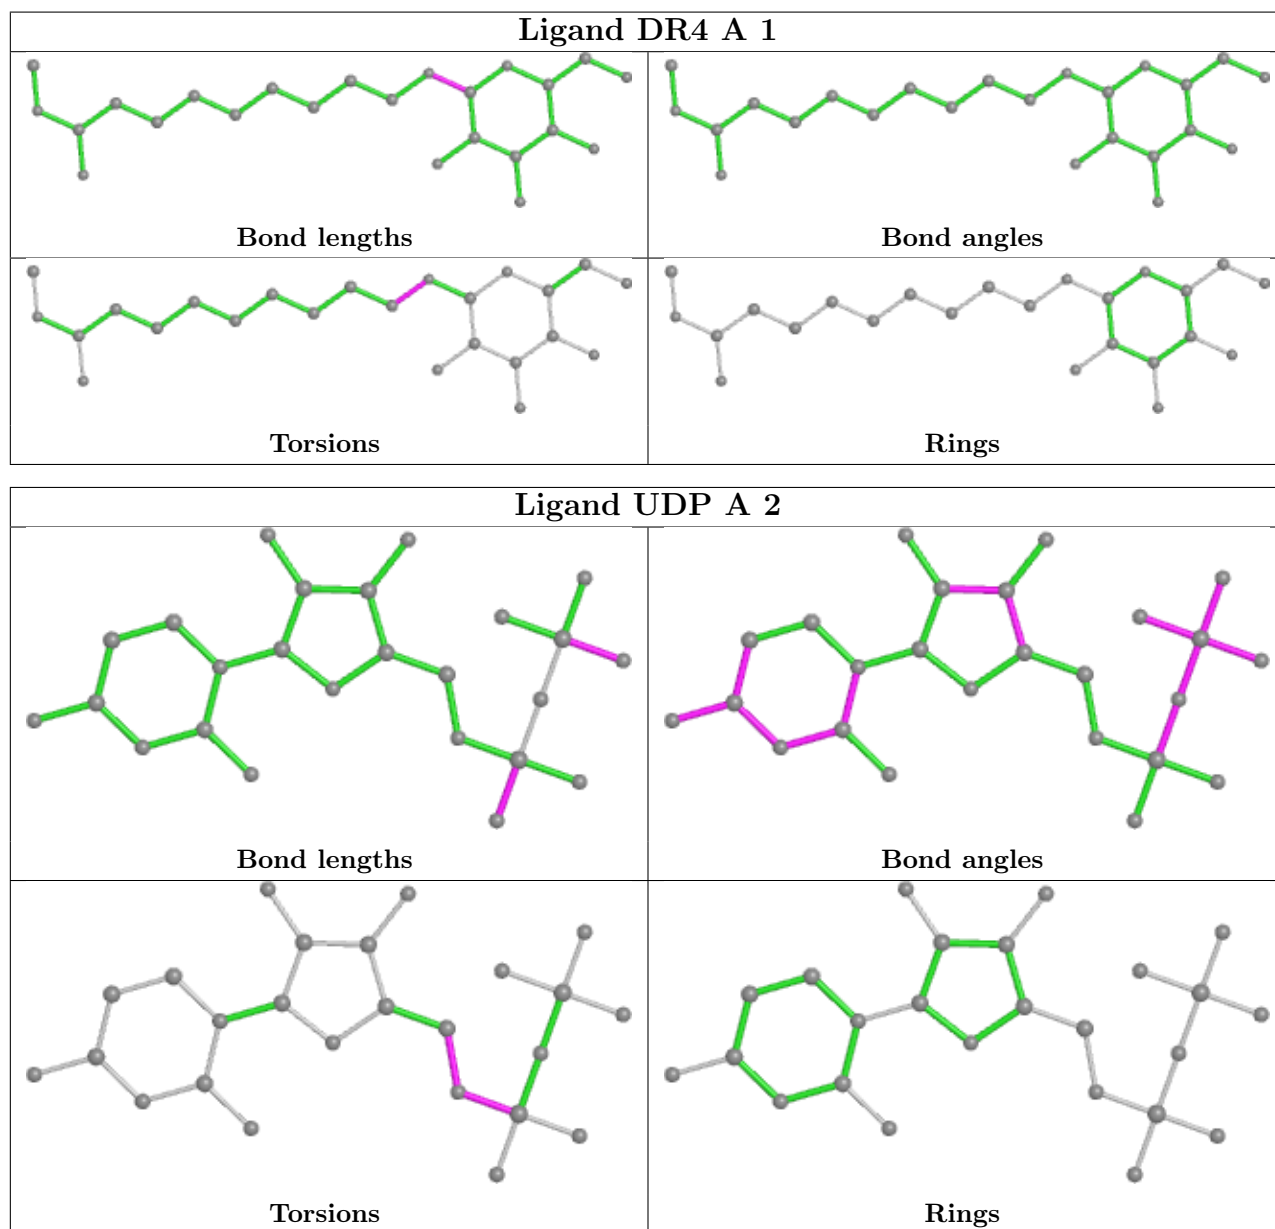 Ligand DR4 A 1
Bond lengths
Bond angles
Torsions
Rings
Ligand UDP A 2
Bond lengths
Bond angles
Torsions
Rings